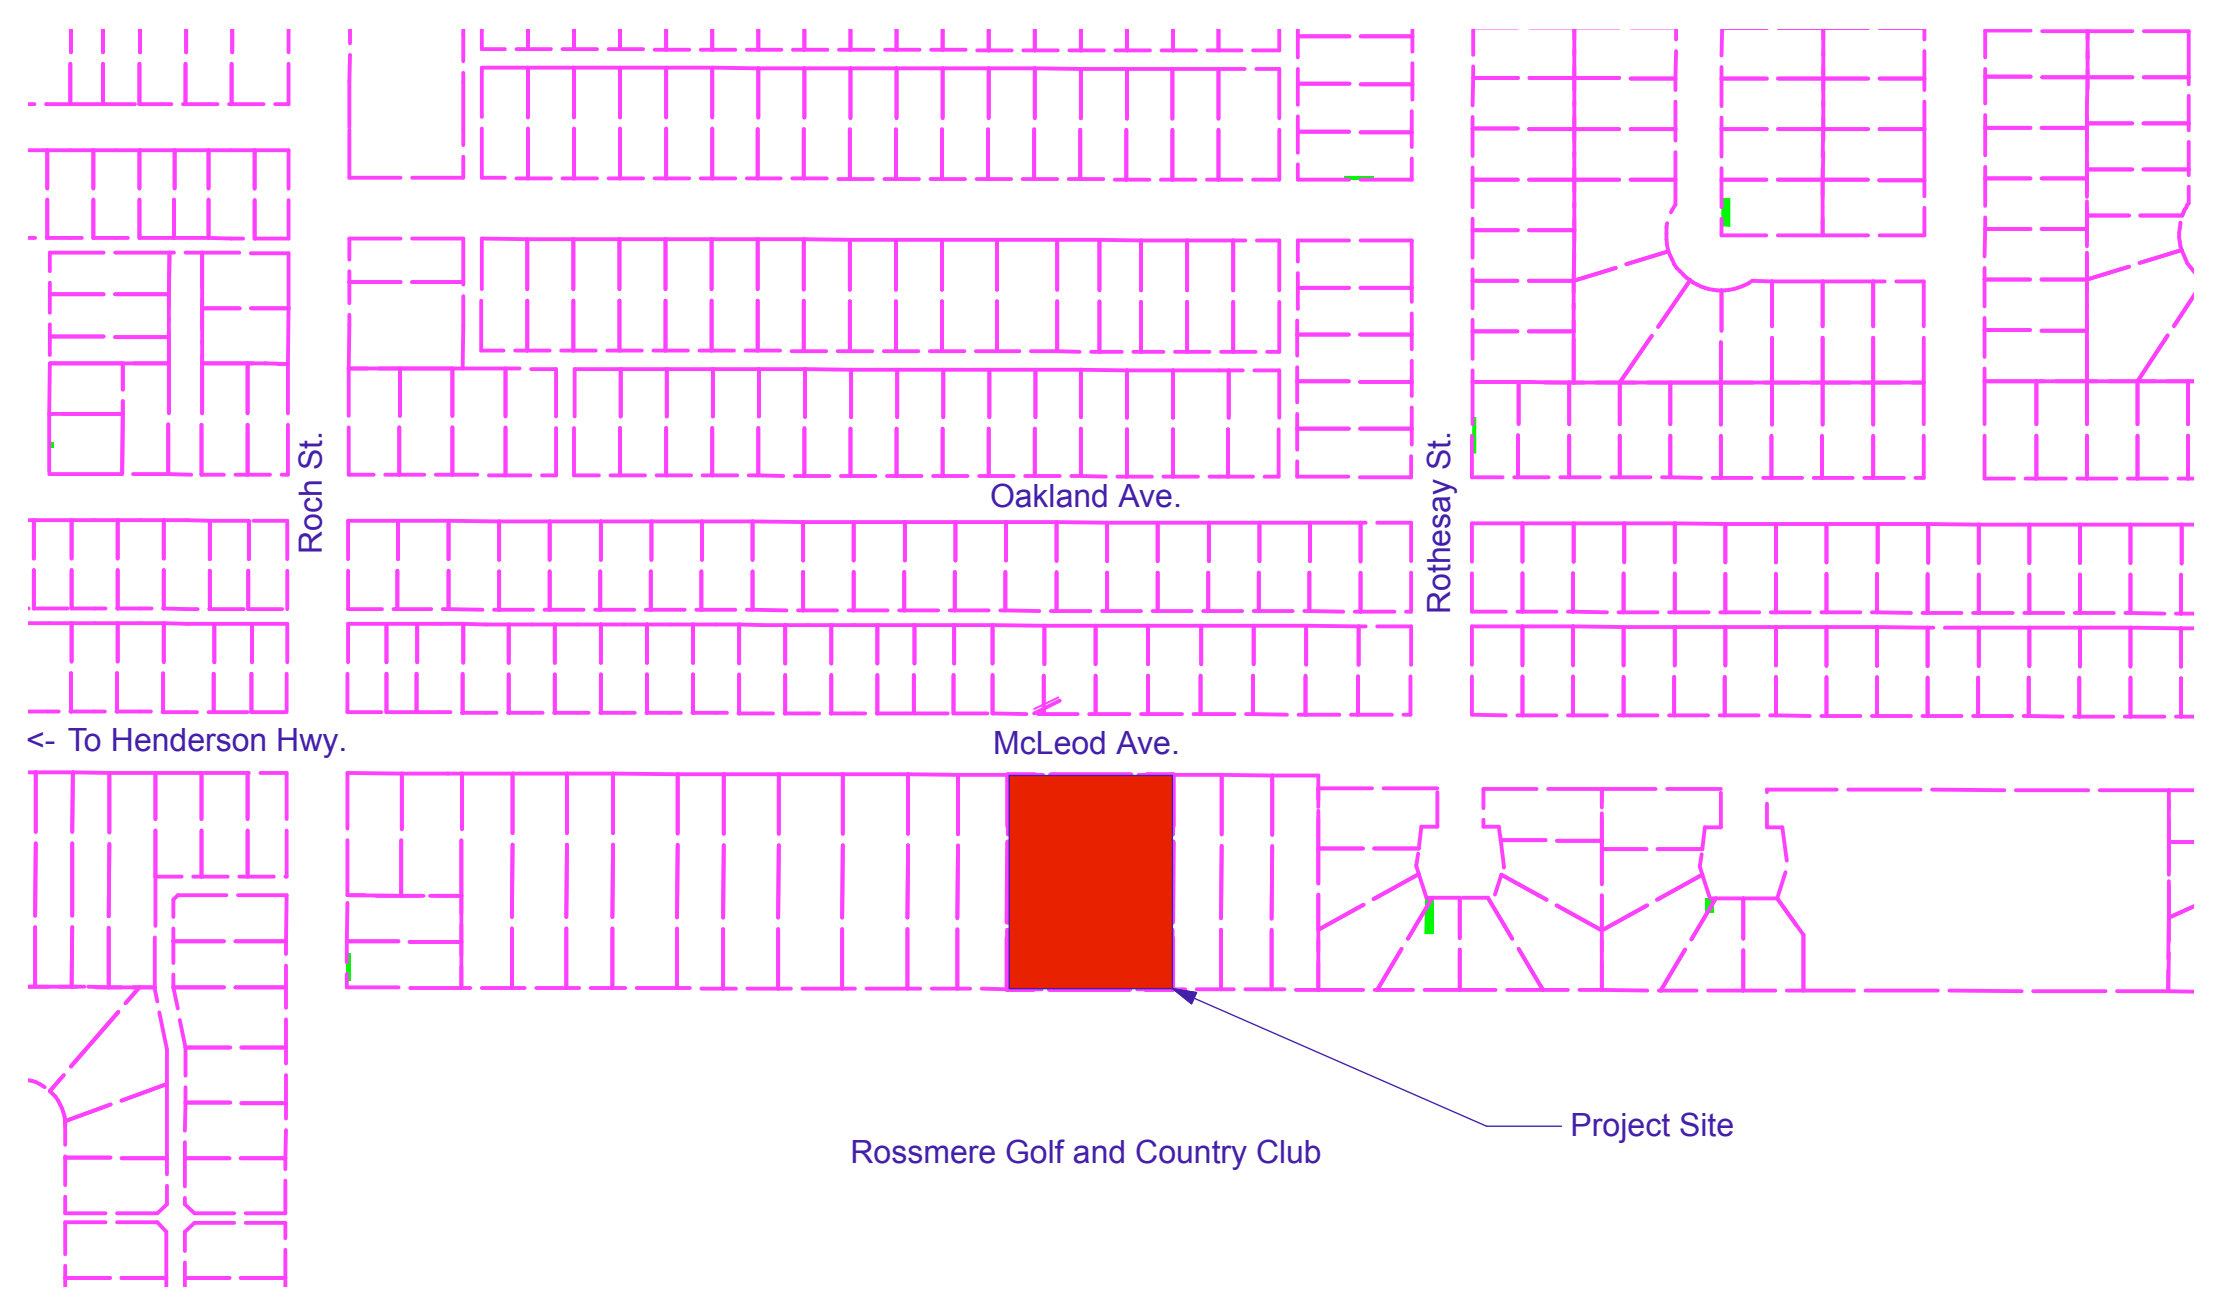 Roch St.
Oakland Ave.
Rothesay St.
<- To Henderson Hwy.
McLeod Ave.
Project Site
Rossmere Golf and Country Club